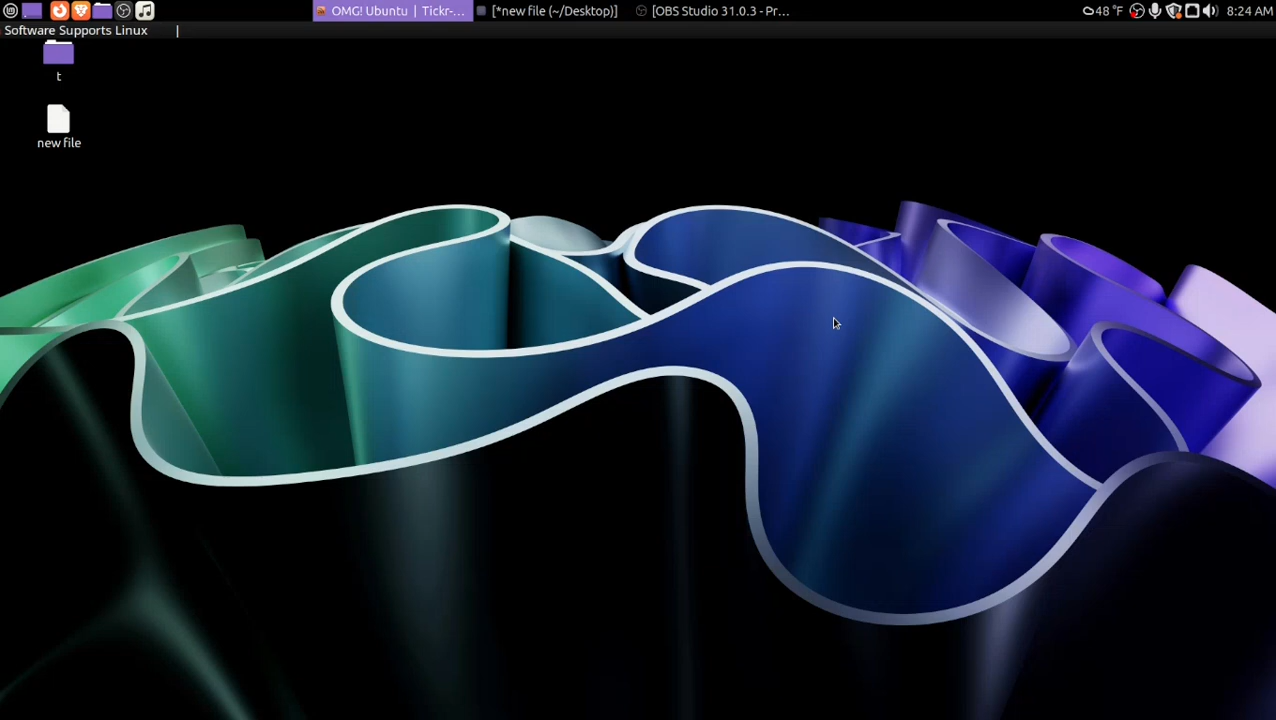 OMG! Ubuntu | Tickr-... [*new file (~/Desktop)] [OBS Studio 31.0.3 - Pr... 48 °F 8:24 AM
Software Supports Linux |
t
new file